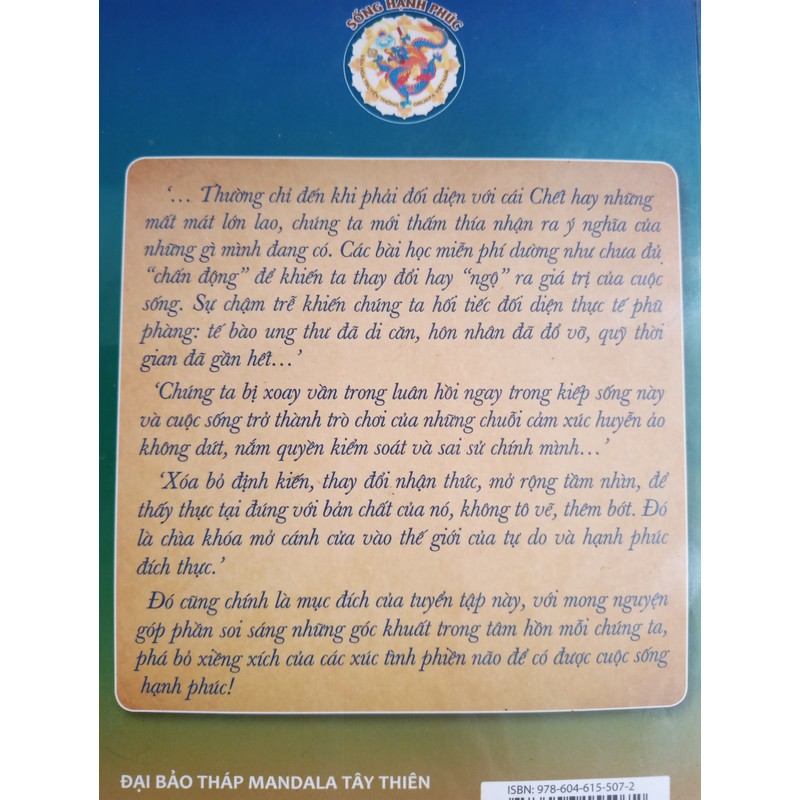 SỐNG HẠNH PHÚC
‘... Thường chỉ đến khi phải đối diện với cái Chết hay những
mất mát lớn lao, chúng ta mới thấm thía nhận ra ý nghĩa của
những gì mình đang có. Các bài học miễn phí dường như chưa đủ
“chấn động” để khiến ta thay đổi hay “ngộ” ra giá trị của cuộc
sống. Sự chậm trễ khiến chúng ta hối tiếc đối diện thực tế phũ
phàng: tế bào ung thư đã di căn, hôn nhân đã đổ vỡ, quỹ thời
gian đã gần hết...’
‘Chúng ta bị xoay vần trong luân hồi ngay trong kiếp sống này
và cuộc sống trở thành trò chơi của những chuỗi cảm xúc huyễn ảo
không dứt, nắm quyền kiểm soát và sai sử chính mình...’
‘Xóa bỏ định kiến, thay đổi nhận thức, mở rộng tầm nhìn, để
thấy thực tại đúng với bản chất của nó, không tô vẽ, thêm bớt. Đó
là chìa khóa mở cánh cửa vào thế giới của tự do và hạnh phúc
đích thực.’
Đó cũng chính là mục đích của tuyển tập này, với mong nguyện
góp phần soi sáng những góc khuất trong tâm hồn mỗi chúng ta,
phá bỏ xiềng xích của các xúc tình phiền não để có được cuộc sống
hạnh phúc!
ĐẠI BẢO THÁP MANDALA TÂY THIÊN
ISBN: 978-604-615-507-2